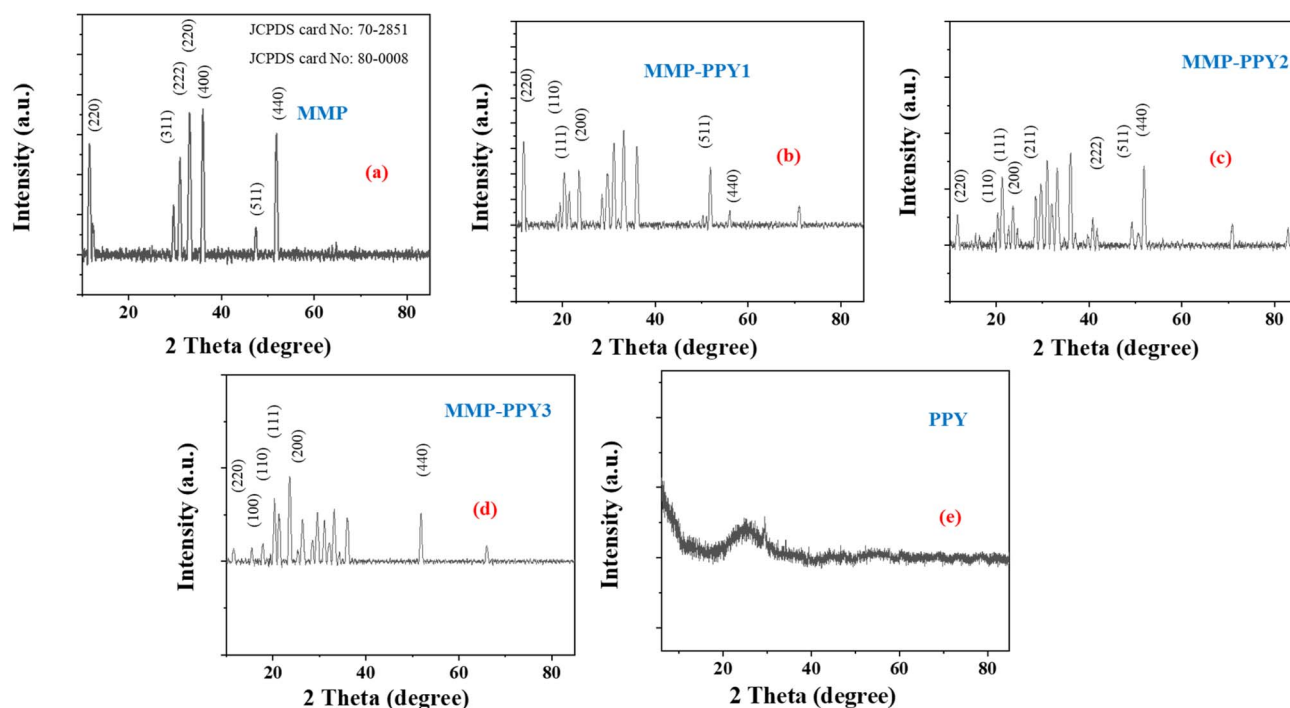 JCPDS card No: 70-2851
JCPDS card No: 80-0008
MMP
(a)
(220)
(311)
(222)
(220)
(400)
(511)
(440)
Intensity (a.u.)
20
40
60
80
2 Theta (degree)
MMP-PPY1
(b)
(220)
(110)
(111)
(200)
(511)
(440)
Intensity (a.u.)
20
40
60
80
2 Theta (degree)
MMP-PPY2
(c)
(220)
(110)
(111)
(200)
(211)
(222)
(511)
(440)
Intensity (a.u.)
20
40
60
80
2 Theta (degree)
MMP-PPY3
(d)
(220)
(100)
(110)
(111)
(200)
(440)
Intensity (a.u.)
20
40
60
80
2 Theta (degree)
PPY
(e)
Intensity (a.u.)
20
40
60
80
2 Theta (degree)